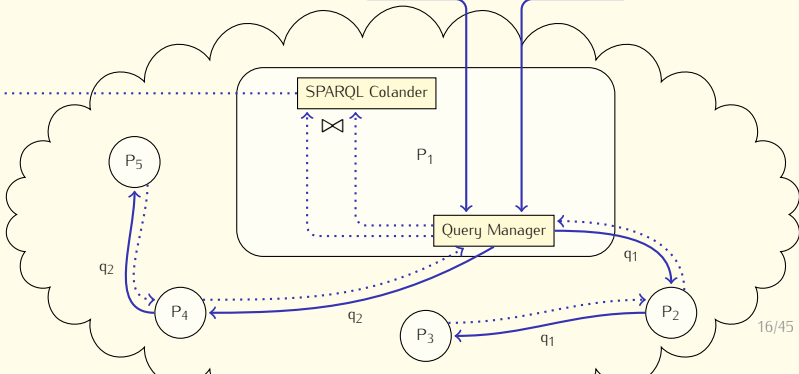 SPARQL Colander
⋈
P1
P5
Query Manager
q1
q2
P4
q2
P3
q1
P2
16/45